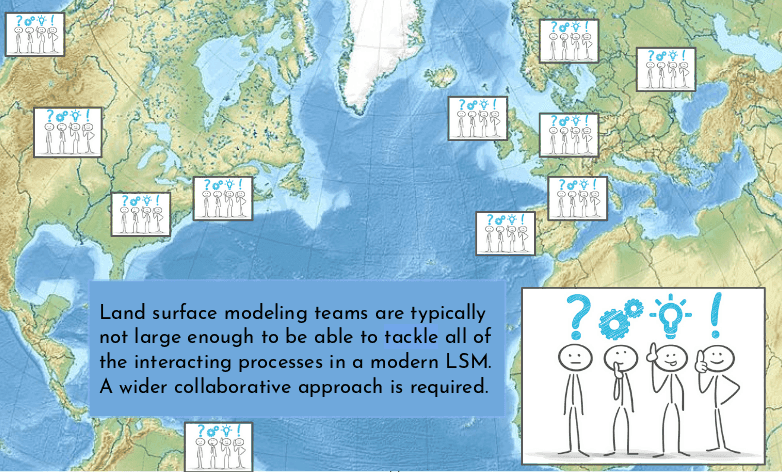 Land surface modeling teams are typically
not large enough to be able to tackle all of
the interacting processes in a modern LSM.
A wider collaborative approach is required.